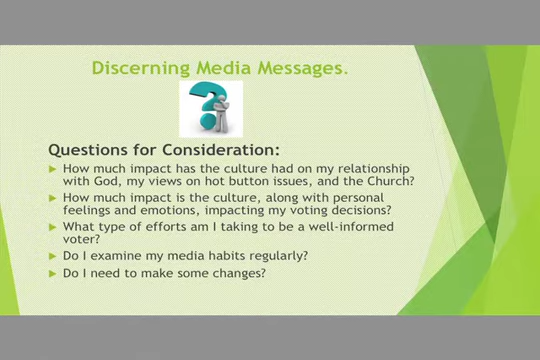 Discerning Media Messages.
Questions for Consideration:
How much impact has the culture had on my relationship
with God, my views on hot button issues, and the Church?
How much impact is the culture, along with personal
feelings and emotions, impacting my voting decisions?
What type of efforts am I taking to be a well-informed
voter?
Do I examine my media habits regularly?
Do I need to make some changes?